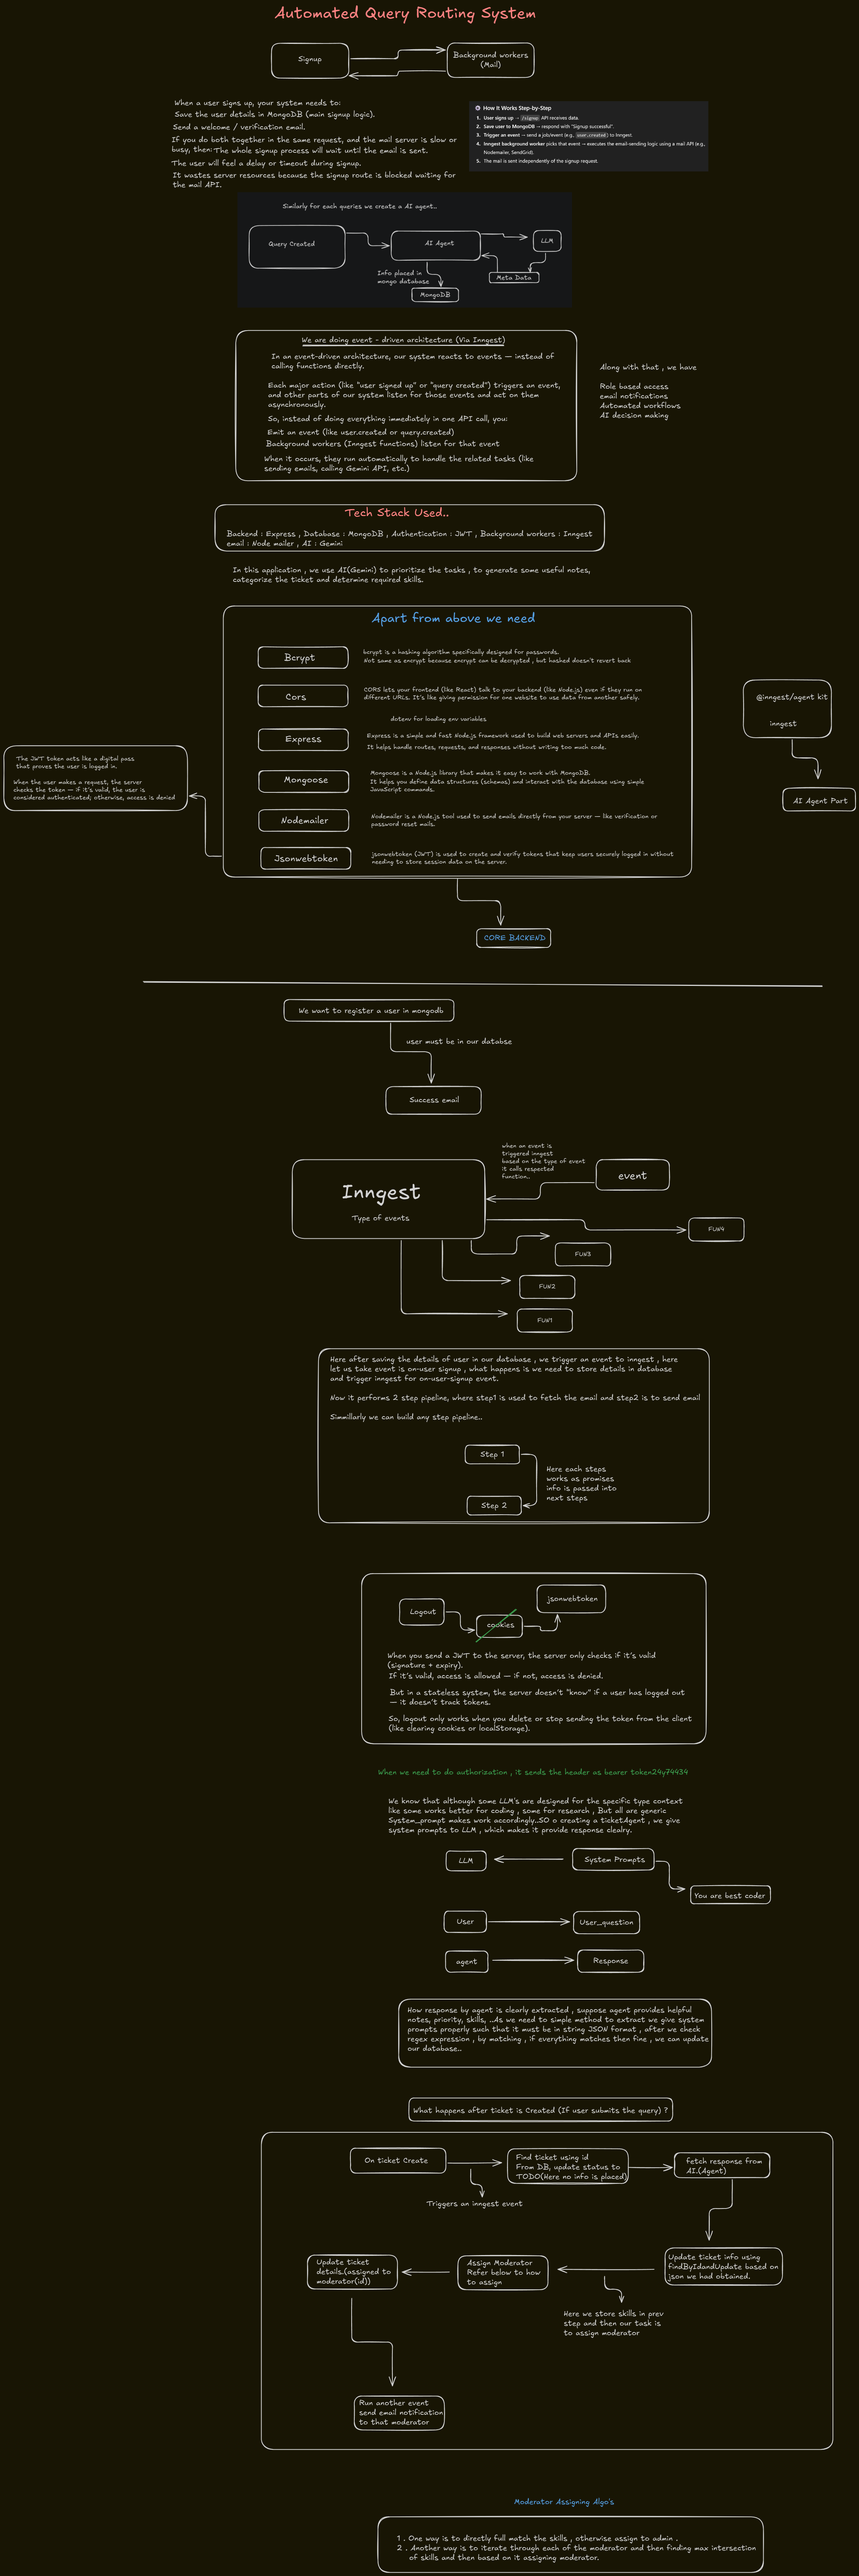 Automated Query Routing System
Signup
Background workers
(Mail)
When a user signs up, your system needs to:
Save the user details in MongoDB (main signup logic).
Send a welcome / verification email.
If you do both together in the same request, and the mail server is slow or
busy, then:The whole signup process will wait until the email is sent.
The user will feel a delay or timeout during signup.
It wastes server resources because the signup route is blocked waiting for
the mail API.
How It Works Step-by-Step
1. User signs up → /signup API receives data.
2. Save user to MongoDB → respond with "Signup successful".
3. Trigger an event → send a job/event (e.g., user.created) to Inngest.
4. Inngest background worker picks that event → executes the email-sending logic using a mail API (e.g.,
Nodemailer, SendGrid).
5. The mail is sent independently of the signup request.
Similarly for each queries we create a AI agent..
Query Created
AI Agent
LLM
Info placed in
mongo database
Meta Data
MongoDB
We are doing event - driven architecture (Via Inngest)
In an event-driven architecture, our system reacts to events — instead of
calling functions directly.
Each major action (like "user signed up" or "query created") triggers an event,
and other parts of our system listen for those events and act on them
asynchronously.
So, instead of doing everything immediately in one API call, you:
Emit an event (like user.created or query.created)
Background workers (Inngest functions) listen for that event
When it occurs, they run automatically to handle the related tasks (like
sending emails, calling Gemini API, etc.)
Along with that , we have
Role based access
email notifications
Automated workflows
AI decision making
Tech Stack Used..
Backend : Express , Database : MongoDB , Authentication : JWT , Background workers : Inngest
email : Node mailer , AI : Gemini
In this application , we use AI(Gemini) to prioritize the tasks , to generate some useful notes,
categorize the ticket and determine required skills.
Apart from above we need
Bcrypt
bcrypt is a hashing algorithm specifically designed for passwords.
Not same as encrypt because encrypt can be decrypted , but hashed doesn't revert back
Cors
CORS lets your frontend (like React) talk to your backend (like Node.js) even if they run on
different URLs. It's like giving permission for one website to use data from another safely.
dotenv for loading env variables
Express
Express is a simple and fast Node.js framework used to build web servers and APIs easily.
It helps handle routes, requests, and responses without writing too much code.
Mongoose
Mongoose is a Node.js library that makes it easy to work with MongoDB.
It helps you define data structures (schemas) and interact with the database using simple
JavaScript commands.
Nodemailer
Nodemailer is a Node.js tool used to send emails directly from your server — like verification or
password reset mails.
Jsonwebtoken
jsonwebtoken (JWT) is used to create and verify tokens that keep users securely logged in without
needing to store session data on the server.
The JWT token acts like a digital pass
that proves the user is logged in.
When the user makes a request, the server
checks the token — if it's valid, the user is
considered authenticated; otherwise, access is denied
@inngest/agent kit
inngest
AI Agent Part
CORE BACKEND
We want to register a user in mongodb
user must be in our databse
Success email
when an event is
triggered inngest
based on the type of event
it calls respected
function..
event
Inngest
Type of events
FUN4
FUN3
FUN2
FUN1
Here after saving the details of user in our database , we trigger an event to inngest , here
let us take event is on-user signup , what happens is we need to store details in database
and trigger inngest for on-user-signup event.
Now it performs 2 step pipeline, where step1 is used to fetch the email and step2 is to send email
Simmillarly we can build any step pipeline..
Step 1
Here each steps
works as promises
info is passed into
next steps
Step 2
Logout
cookies
jsonwebtoken
When you send a JWT to the server, the server only checks if it's valid
(signature + expiry).
If it's valid, access is allowed — if not, access is denied.
But in a stateless system, the server doesn't "know" if a user has logged out
— it doesn't track tokens.
So, logout only works when you delete or stop sending the token from the client
(like clearing cookies or localStorage).
When we need to do authorization , it sends the header as bearer token24y74434
We know that although some LLM's are designed for the specific type context
like some works better for coding , some for research , But all are generic
System_prompt makes work accordingly..SO o creating a ticketAgent , we give
system prompts to LLM , which makes it provide response clealry.
LLM
System Prompts
You are best coder
User
User_question
agent
Response
How response by agent is clearly extracted , suppose agent provides helpful
notes, priority, skills, ..As we need to simple method to extract we give system
prompts properly such that it must be in string JSON format , after we check
regex expression , by matching , if everything matches then fine , we can update
our database..
What happens after ticket is Created (If user submits the query) ?
On ticket Create
Find ticket using id
From DB, update status to
TODO(Here no info is placed)
fetch response from
AI.(Agent)
Triggers an inngest event
Update ticket
details.(assigned to
moderator(id))
Assign Moderator
Refer below to how
to assign
Update ticket info using
findByIdandUpdate based on
json we had obtained.
Here we store skills in prev
step and then our task is
to assign moderator
Run another event
send email notification
to that moderator
Moderator Assigning Algo's
1 . One way is to directly full match the skills , otherwise assign to admin .
2 . Another way is to iterate through each of the moderator and then finding max intersection
of skills and then based on it assigning moderator.